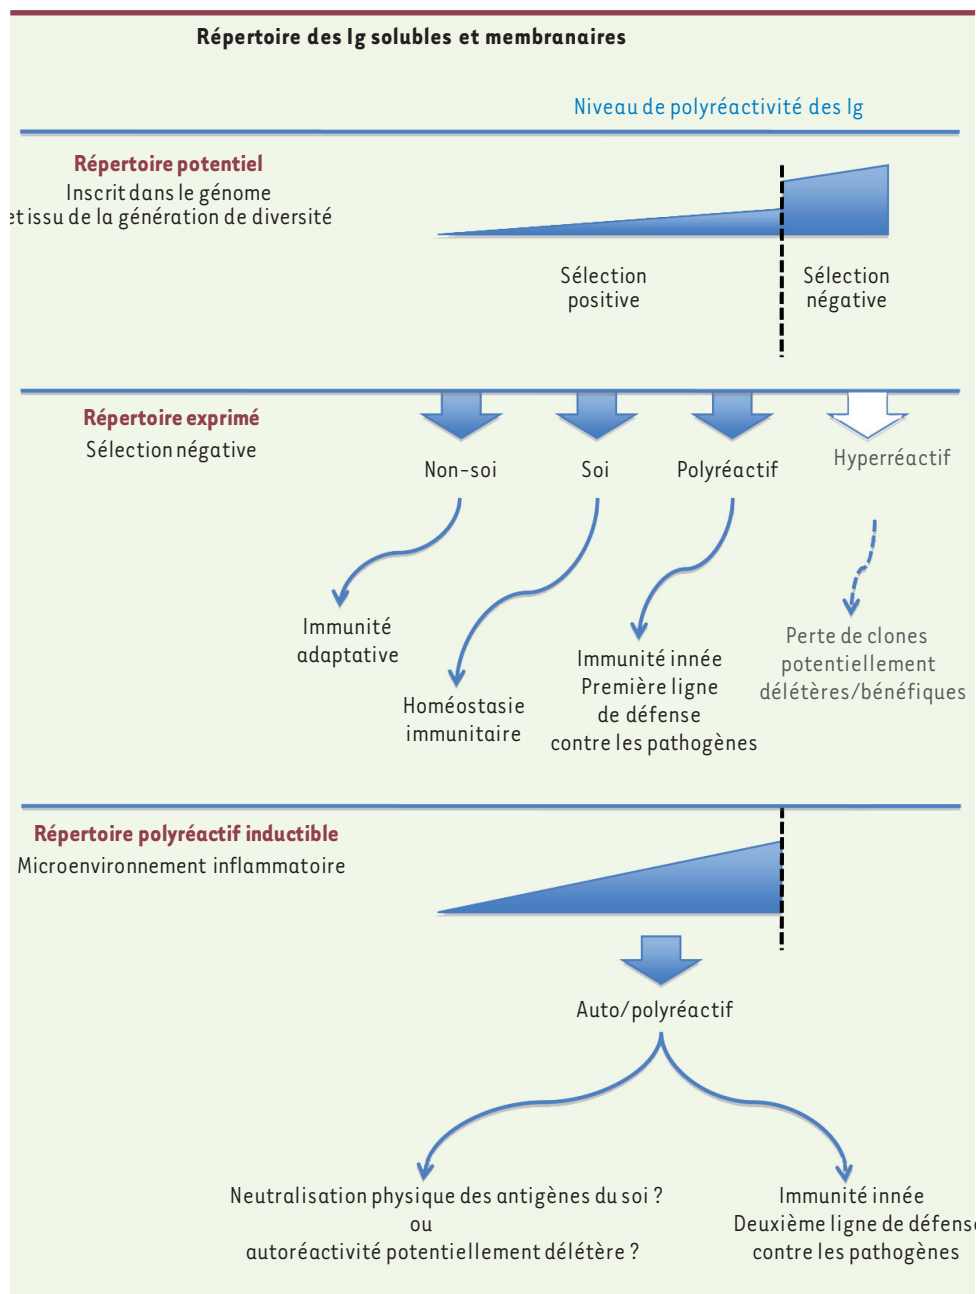 Répertoire des Ig solubles et membranaires
Niveau de polyréactivité des Ig
Répertoire potentiel
Inscrit dans le génome
et issu de la génération de diversité
Sélection
positive
Sélection
négative
Répertoire exprimé
Sélection négative
Non-soi
Soi
Polyréactif
Hyperréactif
Immunité
adaptative
Homéostasie
immunitaire
Immunité innée
Première ligne
de défense
contre les pathogènes
Perte de clones
potentiellement
délétères/bénéfiques
Répertoire polyréactif inductible
Microenvironnement inflammatoire
Auto/polyréactif
Neutralisation physique des antigènes du soi ?
ou
autoréactivité potentiellement délétère ?
Immunité innée
Deuxième ligne de défense
contre les pathogènes